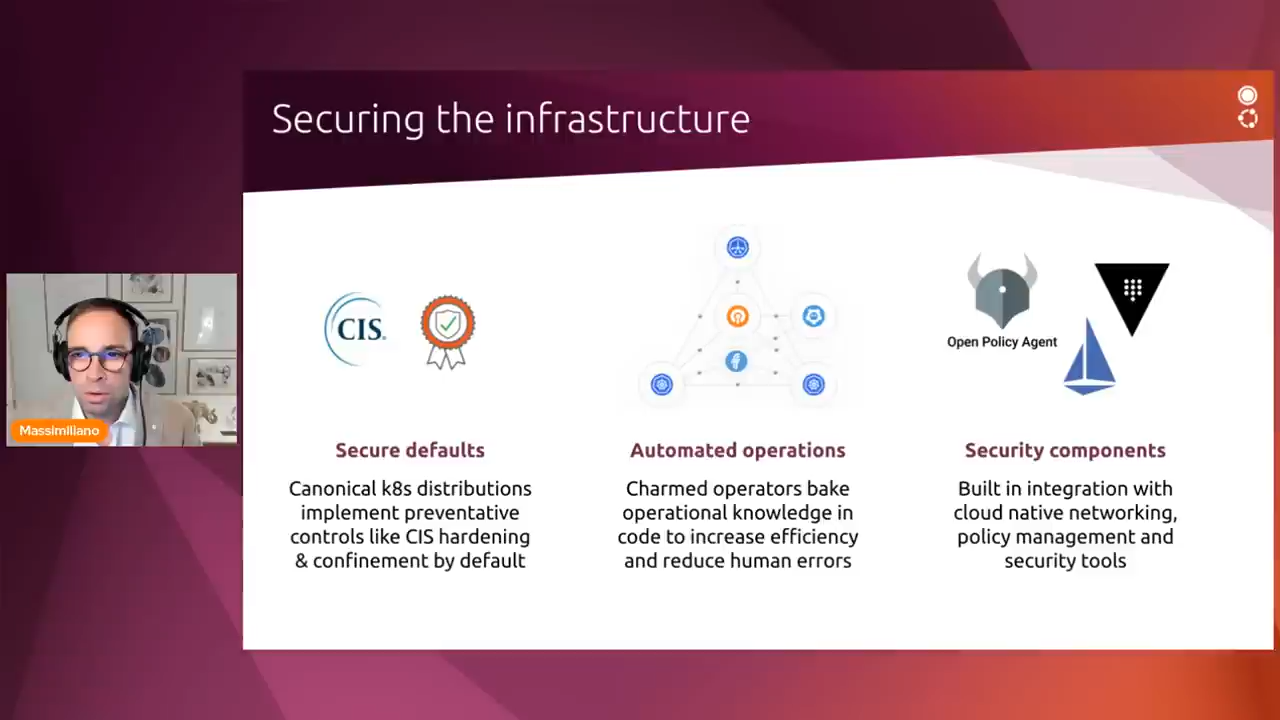 Securing the infrastructure
CIS.
Open Policy Agent
Massimiliano
Secure defaults
Canonical k8s distributions
implement preventative
controls like CIS hardening
& confinement by default
Automated operations
Charmed operators bake
operational knowledge in
code to increase efficiency
and reduce human errors
Security components
Built in integration with
cloud native networking,
policy management and
security tools